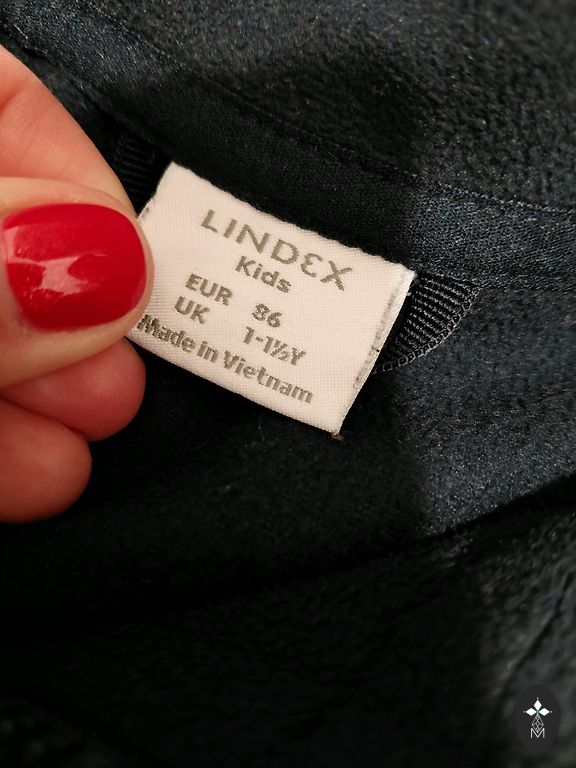 LINDEX
Kids
EUR 86
UK 1-1½Y
Made in Vietnam